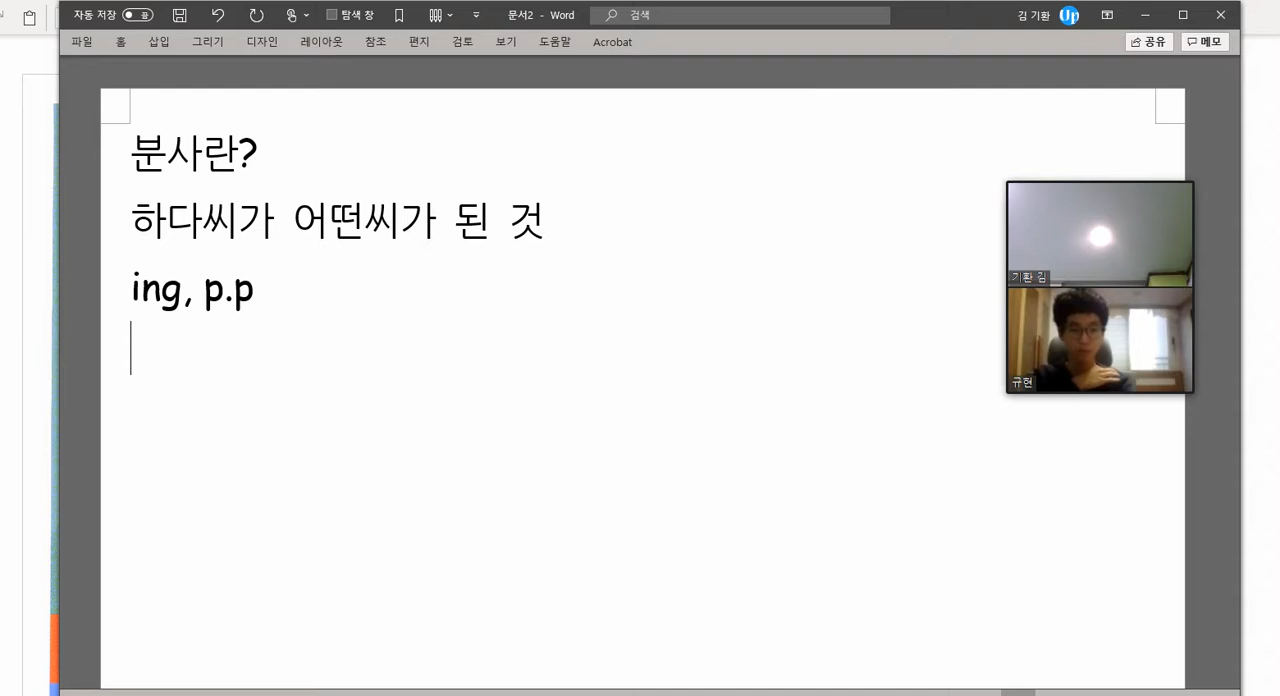 자동 저장 끔 탐색 창 문서2 - Word 검색 김 기환 Up
파일 홈 삽입 그리기 디자인 레이아웃 참조 편지 검토 보기 도움말 Acrobat 공유 메모
분사란?
하다씨가 어떤씨가 된 것
ing, p.p
기환 김
규현